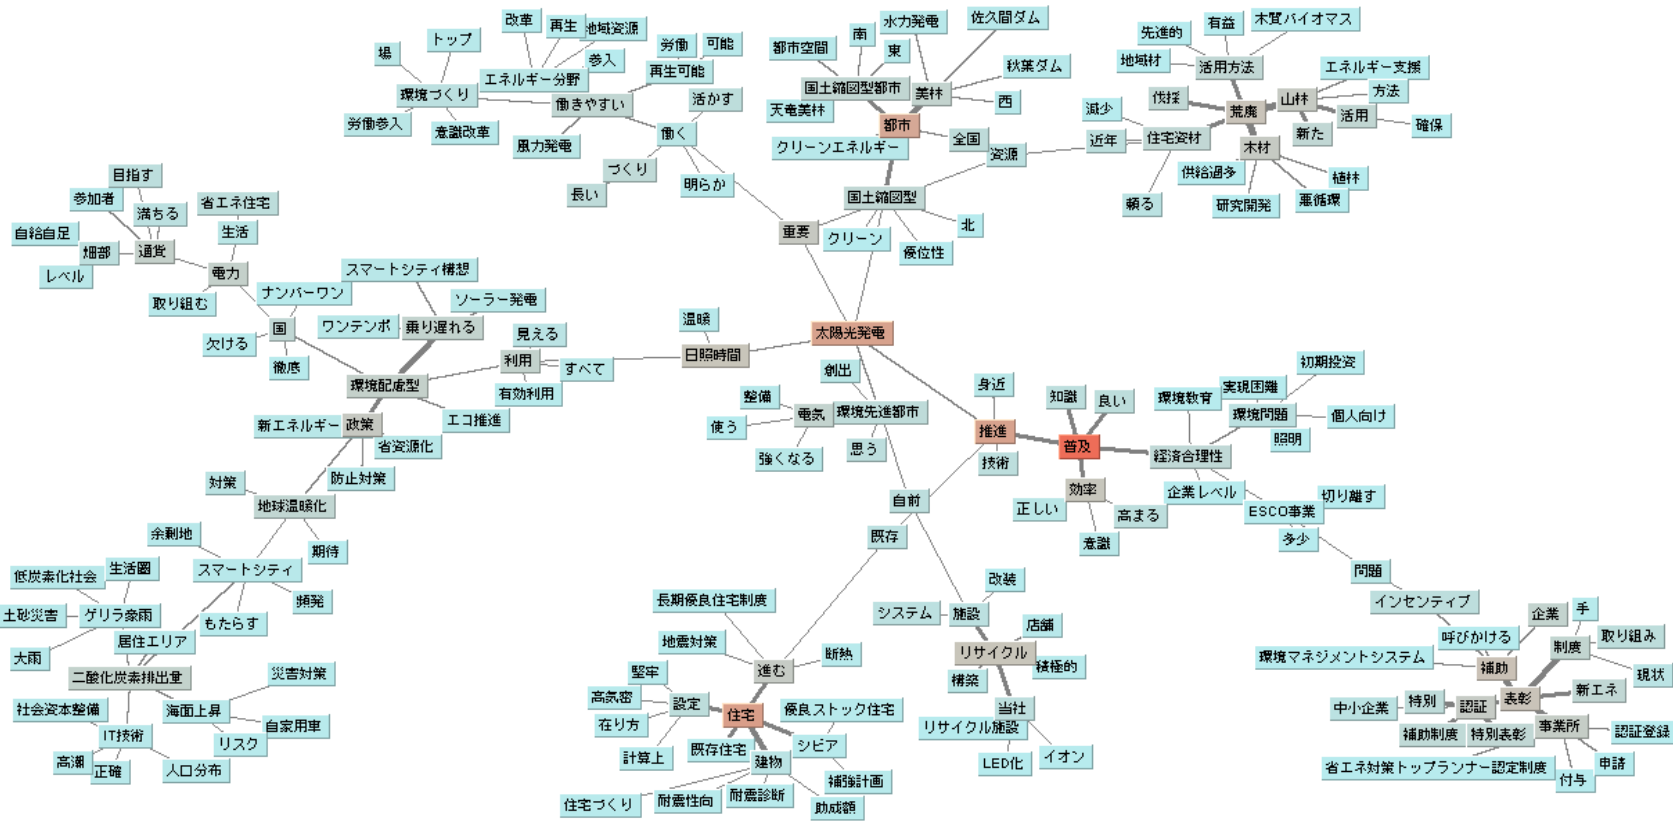 改革
再生
地域資源
場
トップ
労働
可能
参入
エネルギー分野
再生可能
環境づくり
働きやすい
活かす
労働参入
意識改革
風力発電
働く
づくり
明らか
長い
水力発電
佐久間ダム
南
都市空間
東
国土縮図型都市
美林
秋葉ダム
西
天竜美林
都市
クリーンエネルギー
全国
資源
国土縮図型
重要
クリーン
北
優位性
先進的
有益
木質バイオマス
地域材
活用方法
エネルギー支援
伐採
山林
方法
減少
荒廃
活用
新た
確保
近年
住宅資材
木材
供給過多
植林
頼る
研究開発
悪循環
目指す
参加者
満ちる
省エネ住宅
自給自足
畑部
通貨
生活
レベル
電力
取り組む
スマートシティ構想
ナンバーワン
ソーラー発電
国
ワンテンポ
乗り遅れる
欠ける
徹底
見える
利用
すべて
環境配慮型
有効利用
新エネルギー
政策
エコ推進
省資源化
防止対策
対策
地球温暖化
期待
余剰地
スマートシティ
頻発
もたらす
低炭素化社会
生活圏
土砂災害
ゲリラ豪雨
居住エリア
大雨
二酸化炭素排出量
災害対策
社会資本整備
海面上昇
自家用車
IT技術
リスク
高潮
正確
人口分布
温暖
日照時間
太陽光発電
創出
整備
電気
環境先進都市
使う
強くなる
思う
身近
推進
技術
知識
良い
普及
効率
正しい
高まる
意識
環境教育
実現困難
初期投資
環境問題
個人向け
照明
経済合理性
企業レベル
切り離す
ESCO事業
多少
問題
インセンティブ
自前
既存
長期優良住宅制度
地震対策
断熱
進む
堅牢
高気密
設定
住宅
優良ストック住宅
在り方
既存住宅
シビア
計算上
建物
補強計画
住宅づくり
耐震性向
耐震診断
助成額
改装
システム
施設
店舗
リサイクル
積極的
構築
当社
リサイクル施設
LED化
イオン
企業
手
呼びかける
制度
取り組み
環境マネジメントシステム
補助
現状
新エネ
表彰
特別
認証
中小企業
事業所
認証登録
補助制度
特別表彰
省エネ対策トップランナー認定制度
付与
申請